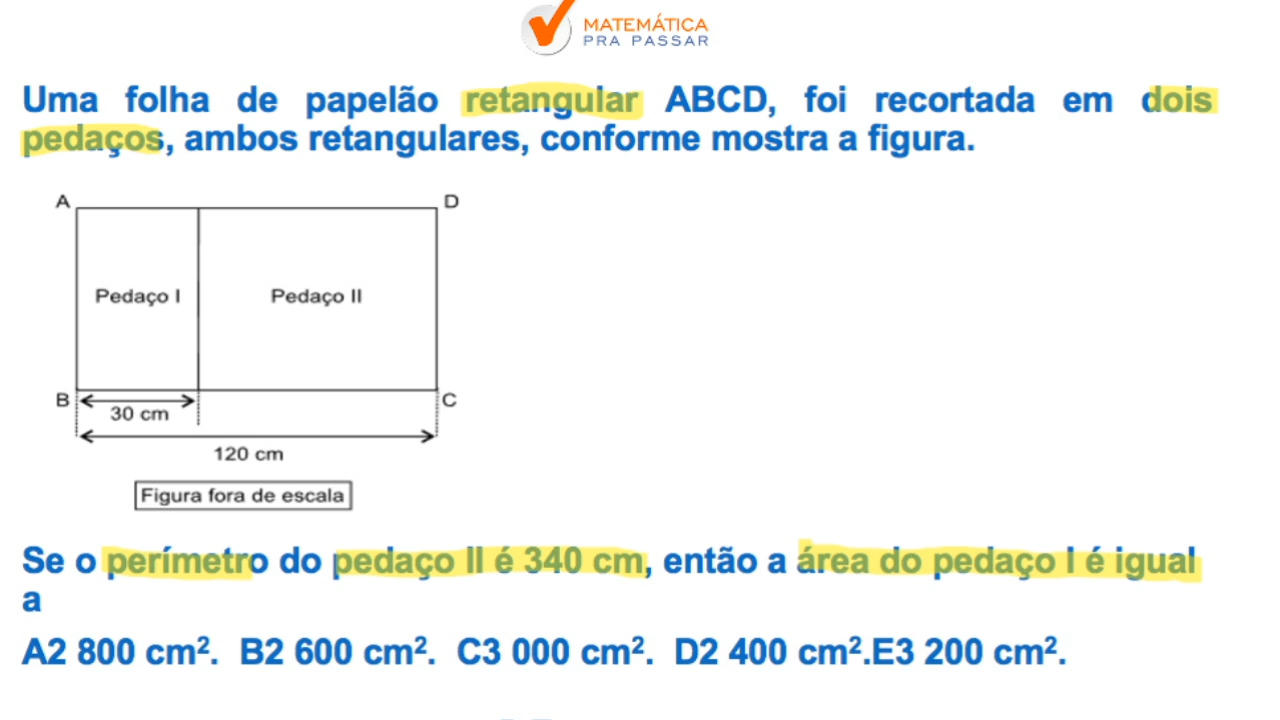 MATEMÁTICA
PRA PASSAR
Uma folha de papelão retangular ABCD, foi recortada em dois
pedaços, ambos retangulares, conforme mostra a figura.
A
D
Pedaço I
Pedaço II
B
C
30 cm
120 cm
Figura fora de escala
Se o perímetro do pedaço II é 340 cm, então a área do pedaço I é igual
a
A2 800 cm². B2 600 cm². C3 000 cm². D2 400 cm².E3 200 cm².